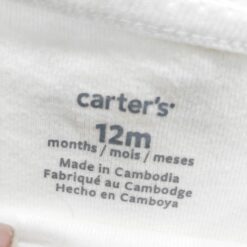 carter's
12m
months / mois / meses
Made in Cambodia
Fabriqué au Cambodge
Hecho en Camboya